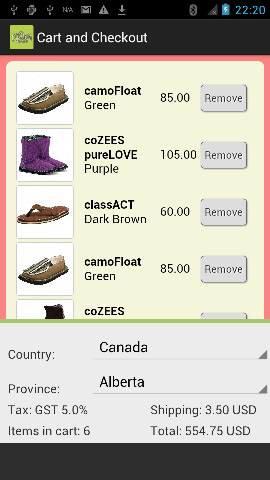 N/A 22:20
Cart and Checkout
camoFloat
Green
85.00 Remove
coZEES
pureLOVE
Purple
105.00 Remove
classACT
Dark Brown
60.00 Remove
camoFloat
Green
85.00 Remove
coZEES
Country: Canada
Province: Alberta
Tax: GST 5.0% Shipping: 3.50 USD
Items in cart: 6 Total: 554.75 USD